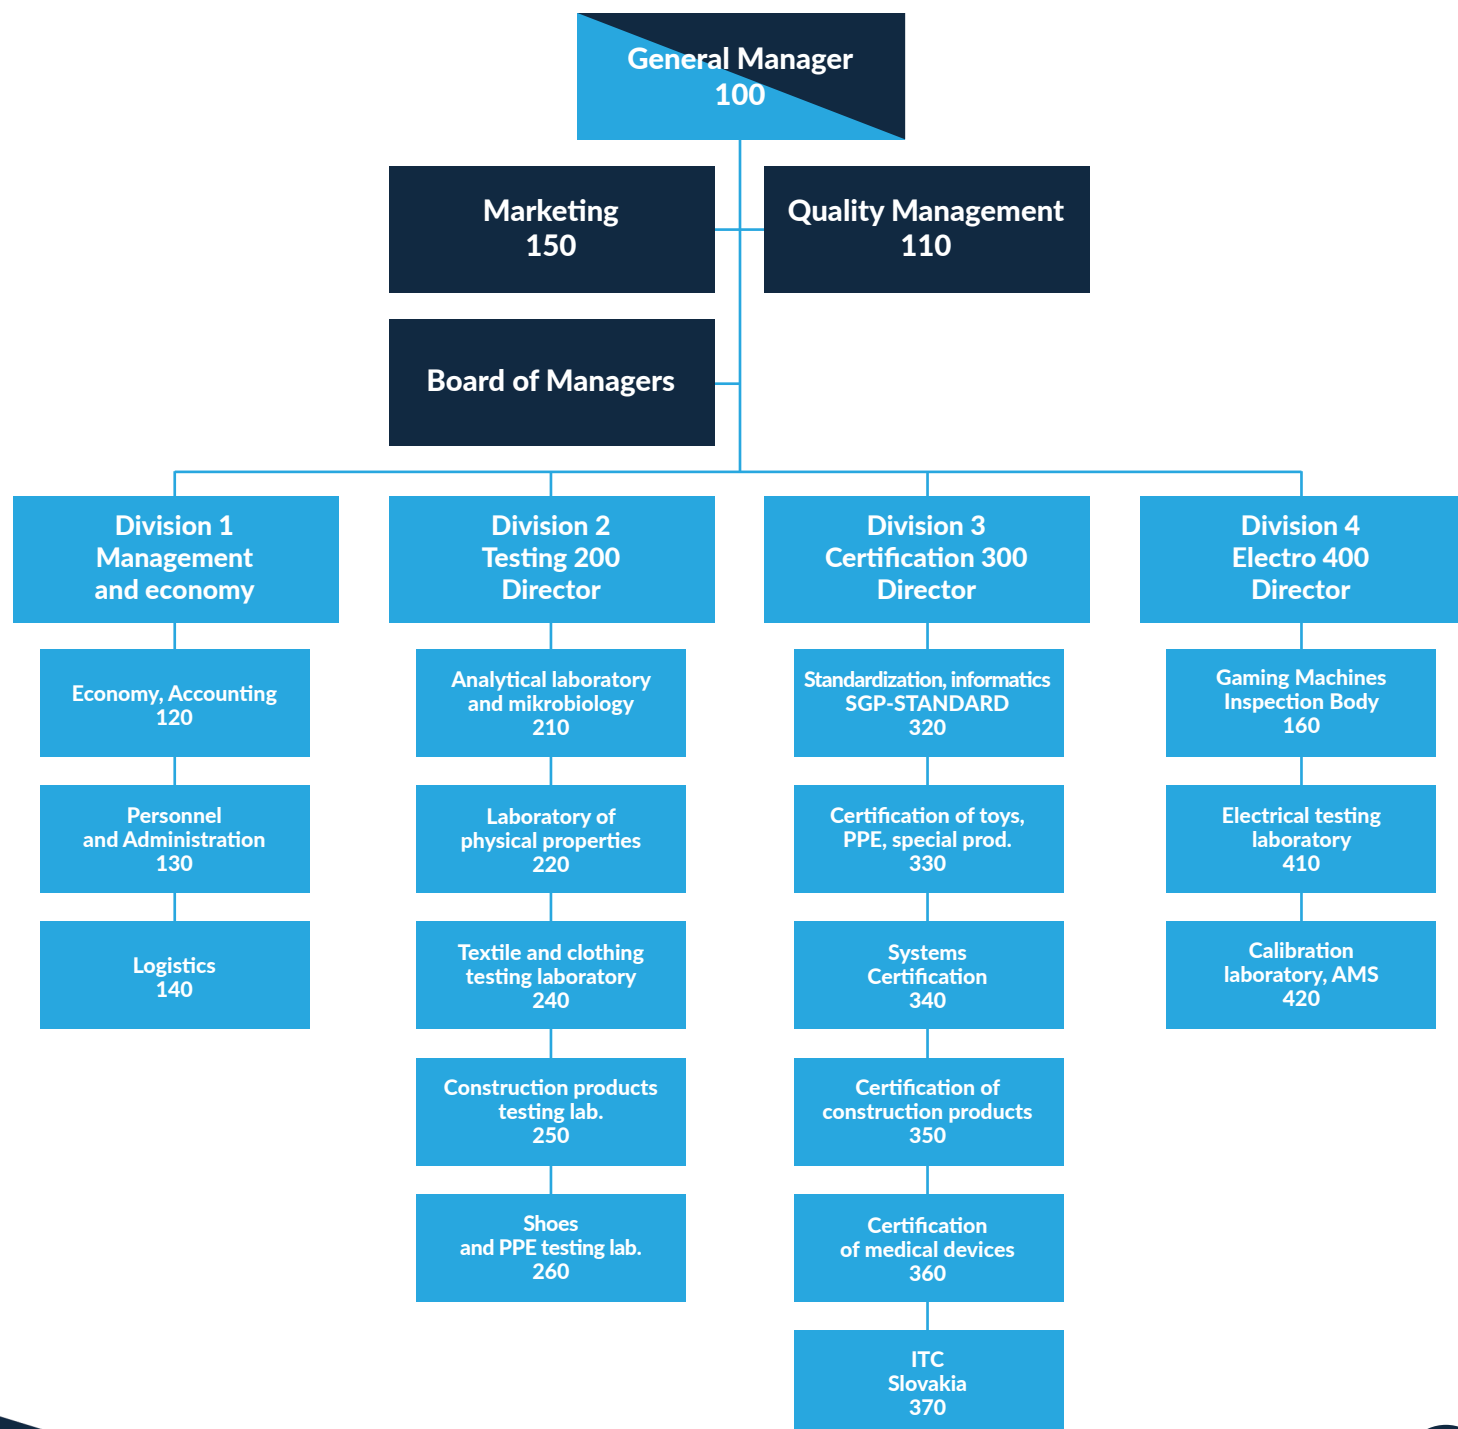 General Manager
100
Marketing
150
Quality Management
110
Board of Managers
Division 1
Management
and economy
Division 2
Testing 200
Director
Division 3
Certification 300
Director
Division 4
Electro 400
Director
Economy, Accounting
120
Personnel
and Administration
130
Logistics
140
Analytical laboratory
and mikrobiology
210
Laboratory of
physical properties
220
Textile and clothing
testing laboratory
240
Construction products
testing lab.
250
Shoes
and PPE testing lab.
260
Standardization, informatics
SGP-STANDARD
320
Certification of toys,
PPE, special prod.
330
Systems
Certification
340
Certification of
construction products
350
Certification
of medical devices
360
ITC
Slovakia
370
Gaming Machines
Inspection Body
160
Electrical testing
laboratory
410
Calibration
laboratory, AMS
420